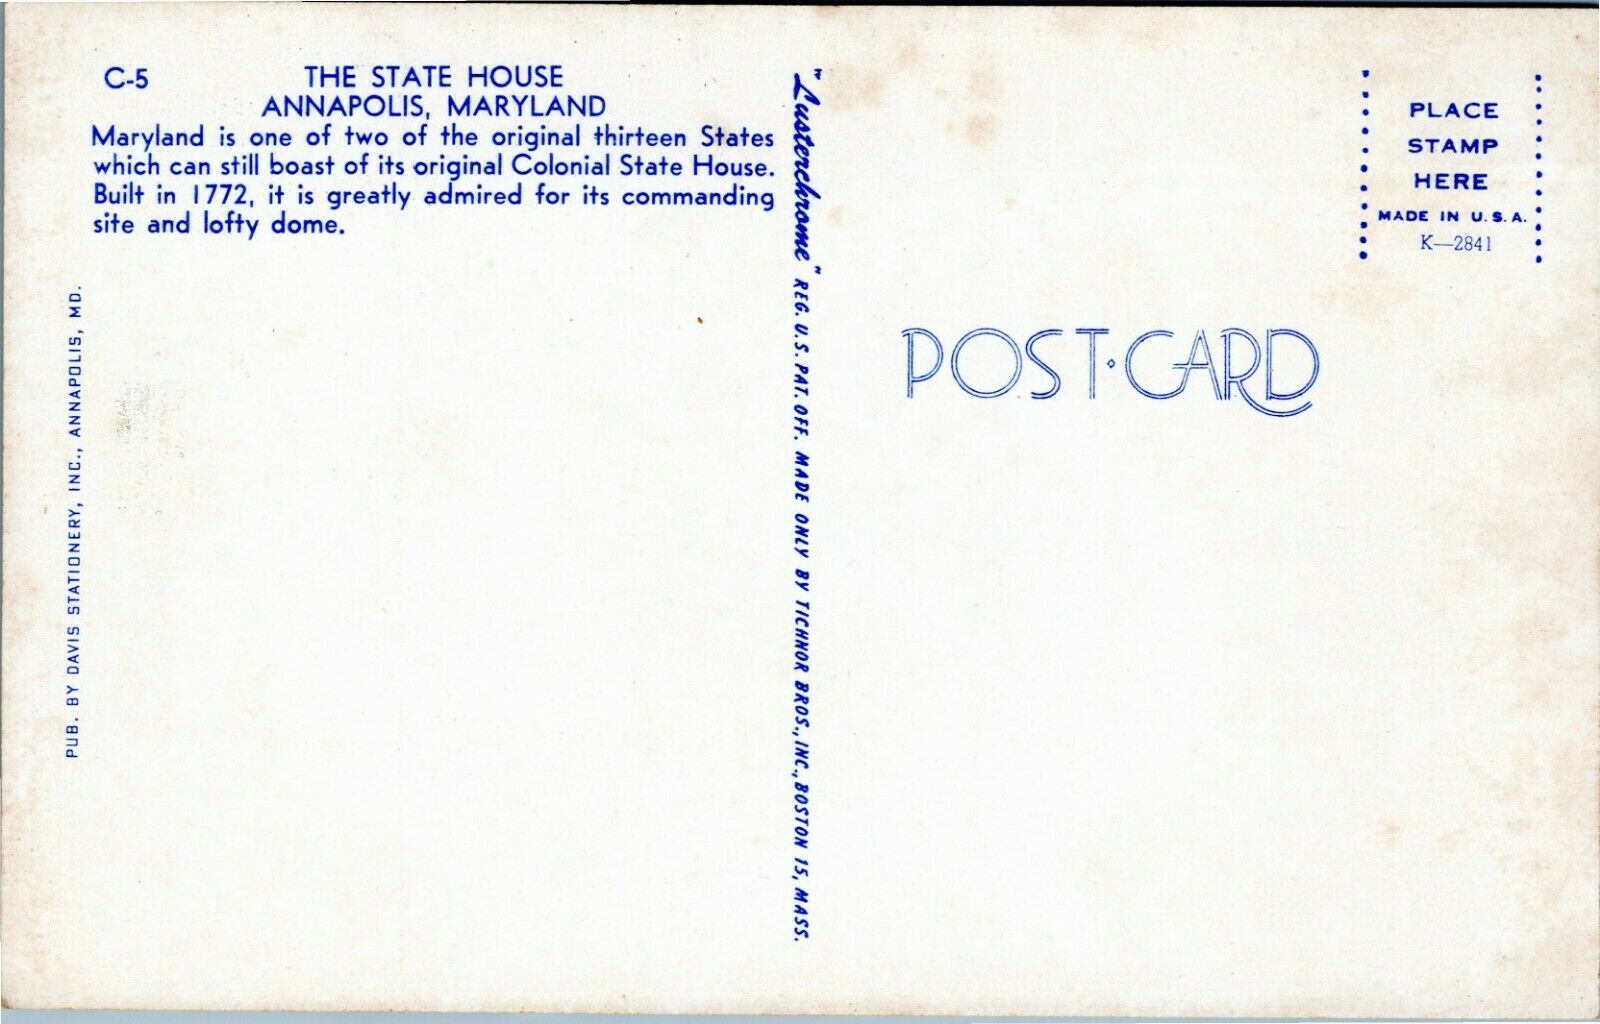 C-5 THE STATE HOUSE
ANNAPOLIS, MARYLAND
Maryland is one of two of the original thirteen States
which can still boast of its original Colonial State House.
Built in 1772, it is greatly admired for its commanding
site and lofty dome.
PUB. BY DAVIS STATIONERY, INC., ANNAPOLIS, MD.
"Lusterchrome" REG. U.S. PAT. OFF. MADE ONLY BY TICHNOR BROS., INC., BOSTON 15, MASS.
PLACE
STAMP
HERE
MADE IN U.S.A.
K—2841
POST·CARD